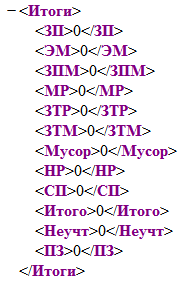 −<Итоги>
<ЗП>0</ЗП>
<ЭМ>0</ЭМ>
<ЗПМ>0</ЗПМ>
<МР>0</МР>
<ЗТР>0</ЗТР>
<ЗТМ>0</ЗТМ>
<Мусор>0</Мусор>
<НР>0</НР>
<СП>0</СП>
<Итого>0</Итого>
<Неучт>0</Неучт>
<ПЗ>0</ПЗ>
</Итоги>